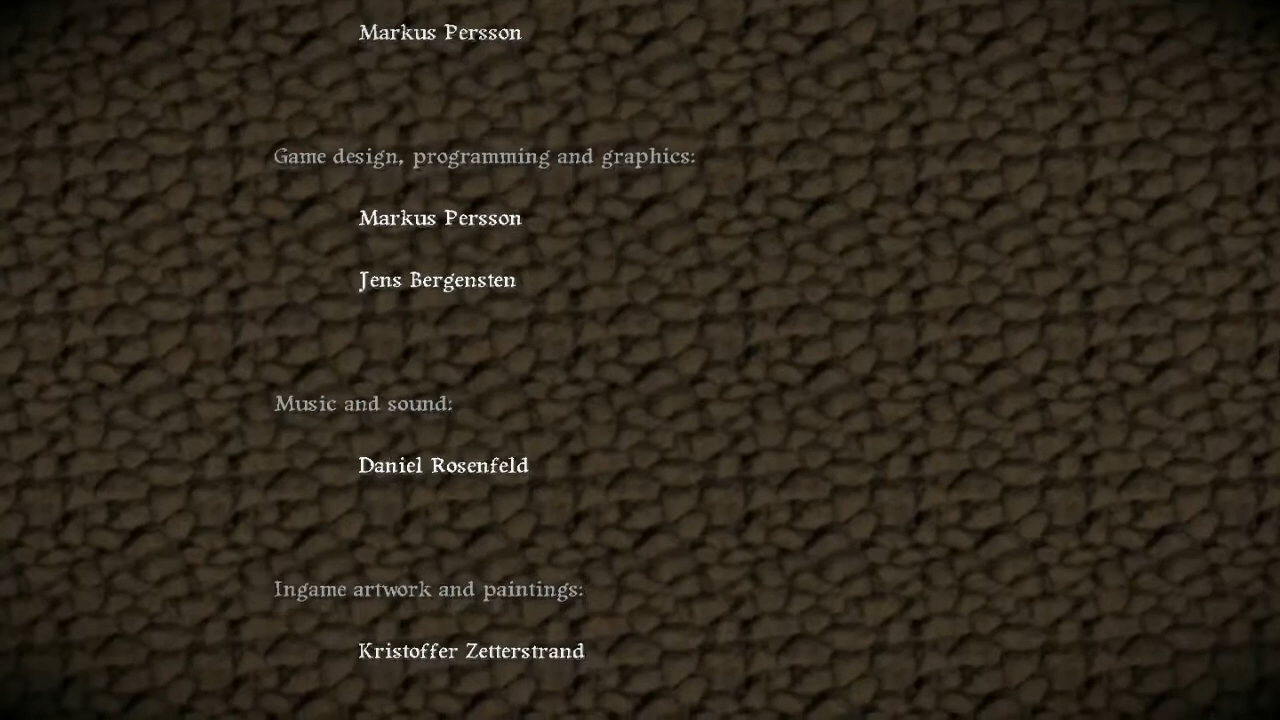 Markus Persson
Game design, programming and graphics:
Markus Persson
Jens Bergensten
Music and sound:
Daniel Rosenfeld
Ingame artwork and paintings:
Kristoffer Zetterstrand